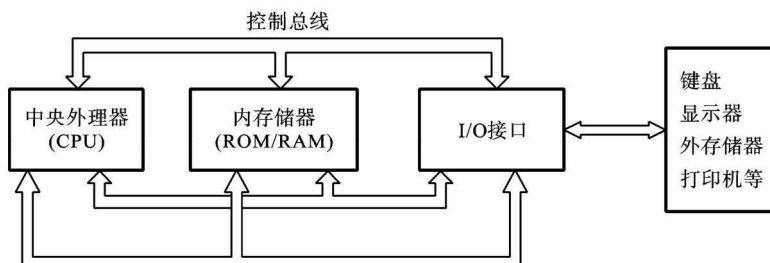 控制总线
中央外理器
(CPU)
内存储器
(ROM/RAM)
I/O接口
键盘
显示器
外存储器
打印机等